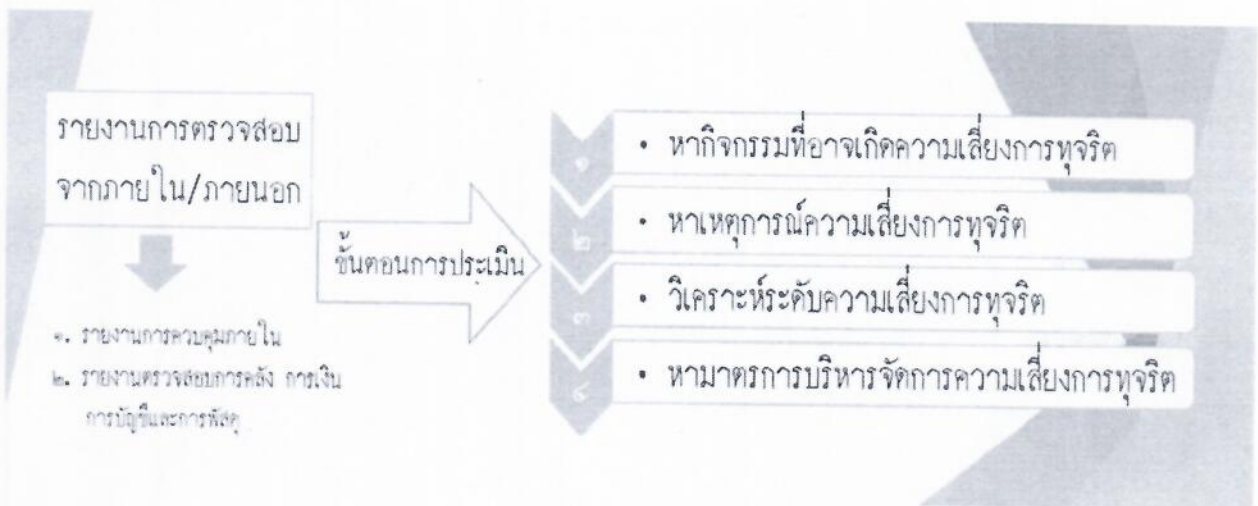 รายงานการตรวจสอบ
จากภายใน/ภายนอก
๑. รายงานการควบคุมภายใน
๒. รายงานตรวจสอบการคลัง การเงิน
การบัญชีและการพัสดุ
ขั้นตอนการประเมิน
๑
• หากิจกรรมที่อาจเกิดความเสี่ยงการทุจริต
๒
• หาเหตุการณ์ความเสี่ยงการทุจริต
๓
• วิเคราะห์ระดับความเสี่ยงการทุจริต
๔
• หามาตรการบริหารจัดการความเสี่ยงการทุจริต